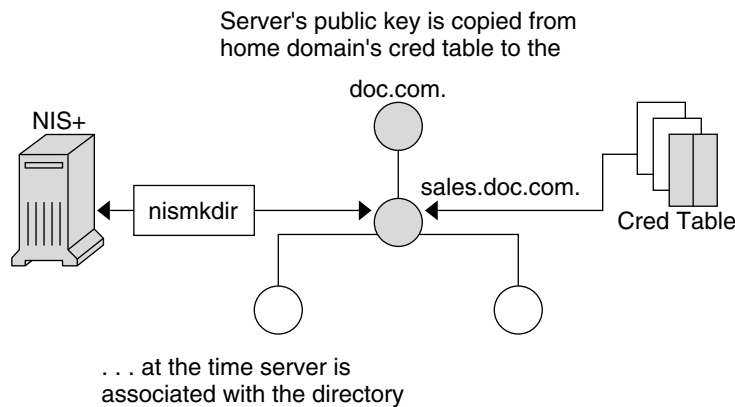 Server's public key is copied from
home domain's cred table to the
doc.com.
NIS+
nismkdir
sales.doc.com.
Cred Table
. . . at the time server is
associated with the directory